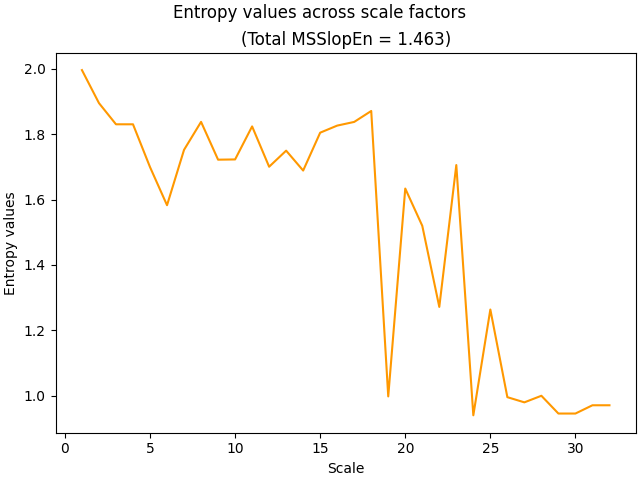 Entropy values across scale factors
(Total MSSlopEn = 1.463)
2.0
1.8
1.6
1.4
1.2
1.0
Entropy values
0 5 10 15 20 25 30
Scale